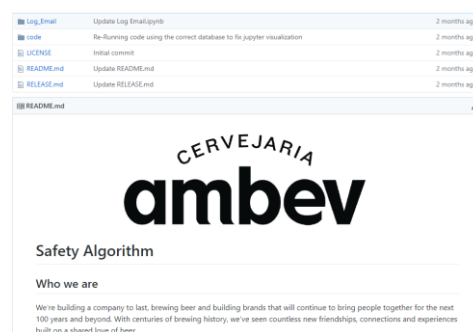 Log_Email Update Log Email.ipynb 2 months ag
code Re-Running code using the correct database to fix jupyter visualization 2 months ag
LICENSE Initial commit 2 months ag
README.md Update README.md 2 months ag
RELEASE.md Update RELEASE.md 2 months ag
README.md
CERVEJARIA
ambev
Safety Algorithm
Who we are
We're building a company to last, brewing beer and building brands that will continue to bring people together for the next
100 years and beyond. With centuries of brewing history, we've seen countless new friendships, connections and experiences
built on a shared love of beer.